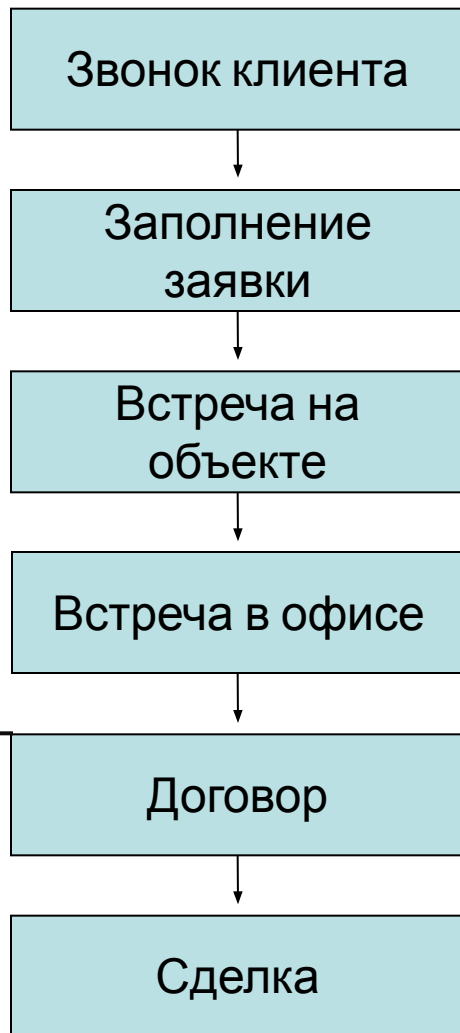 Звонок клиента
Заполнение
заявки
Встреча на
объекте
Встреча в офисе
Договор
Сделка